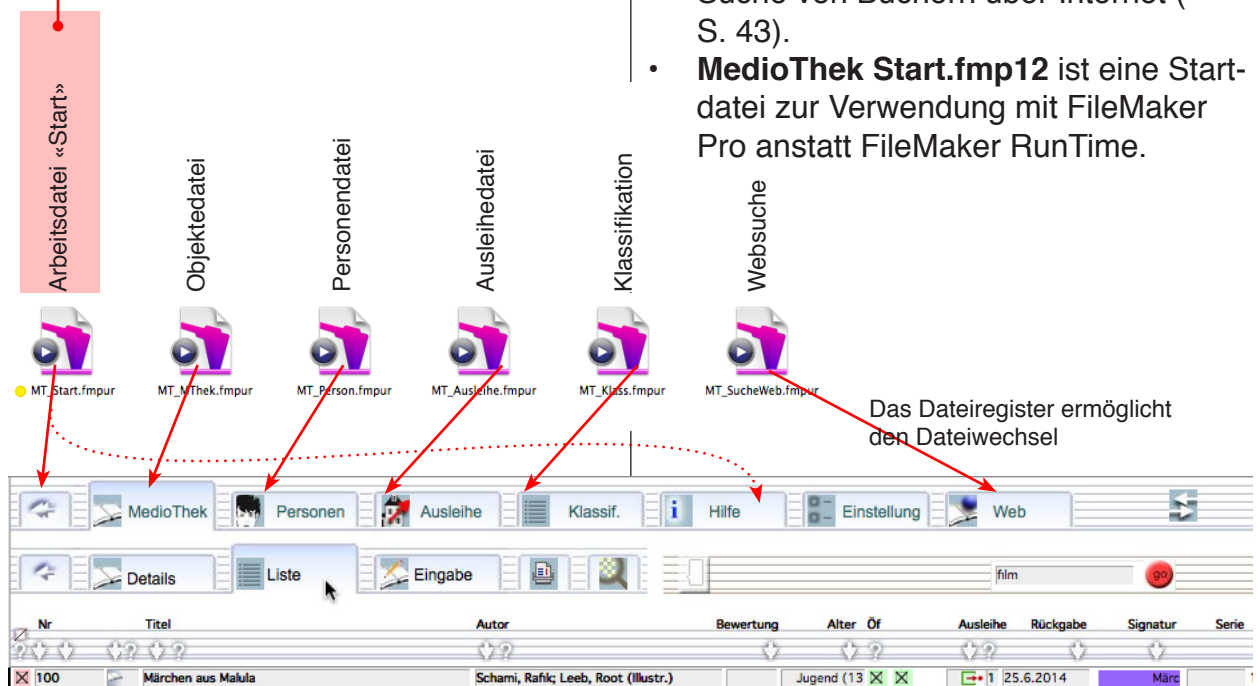 Suche von Büchern über Internet (
S. 43).
• MedioThek Start.fmp12 ist eine Start-
datei zur Verwendung mit FileMaker
Pro anstatt FileMaker RunTime.
Arbeitsdatei «Start»
Objektedatei
Personendatei
Ausleihedatei
Klassifikation
Websuche
MT_Start.fmpur MT_MThek.fmpur MT_Person.fmpur MT_Ausleihe.fmpur MT_Klass.fmpur MT_SucheWeb.fmpur
Das Dateiregister ermöglicht
den Dateiwechsel
MedioThek Personen Ausleihe Klassif. i Hilfe Einstellung Web
Details Liste Eingabe film go
Nr Titel Autor Bewertung Alter Öf Ausleihe Rückgabe Signatur Serie
? ? ? ? ? ?
100 Märchen aus Malula Schami, Rafik; Leeb, Root (Illustr.) Jugend (13 1 25.6.2014 Märc